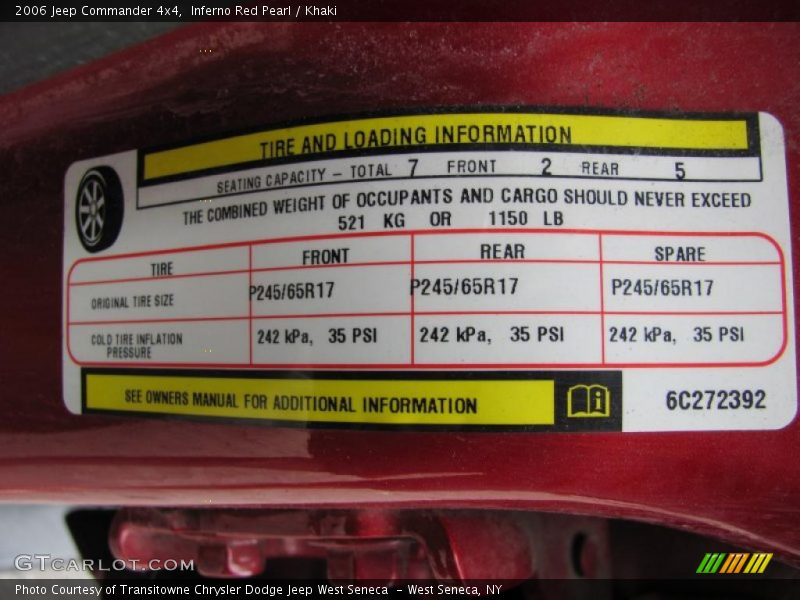 2006 Jeep Commander 4x4, Inferno Red Pearl / Khaki
TIRE AND LOADING INFORMATION
SEATING CAPACITY – TOTAL 7 FRONT 2 REAR 5
THE COMBINED WEIGHT OF OCCUPANTS AND CARGO SHOULD NEVER EXCEED
521 KG OR 1150 LB
TIRE FRONT REAR SPARE
ORIGINAL TIRE SIZE P245/65R17 P245/65R17 P245/65R17
COLD TIRE INFLATION PRESSURE 242 kPa, 35 PSI 242 kPa, 35 PSI 242 kPa, 35 PSI
SEE OWNERS MANUAL FOR ADDITIONAL INFORMATION
6C272392
GTCARLOT.COM
Photo Courtesy of Transitowne Chrysler Dodge Jeep West Seneca - West Seneca, NY